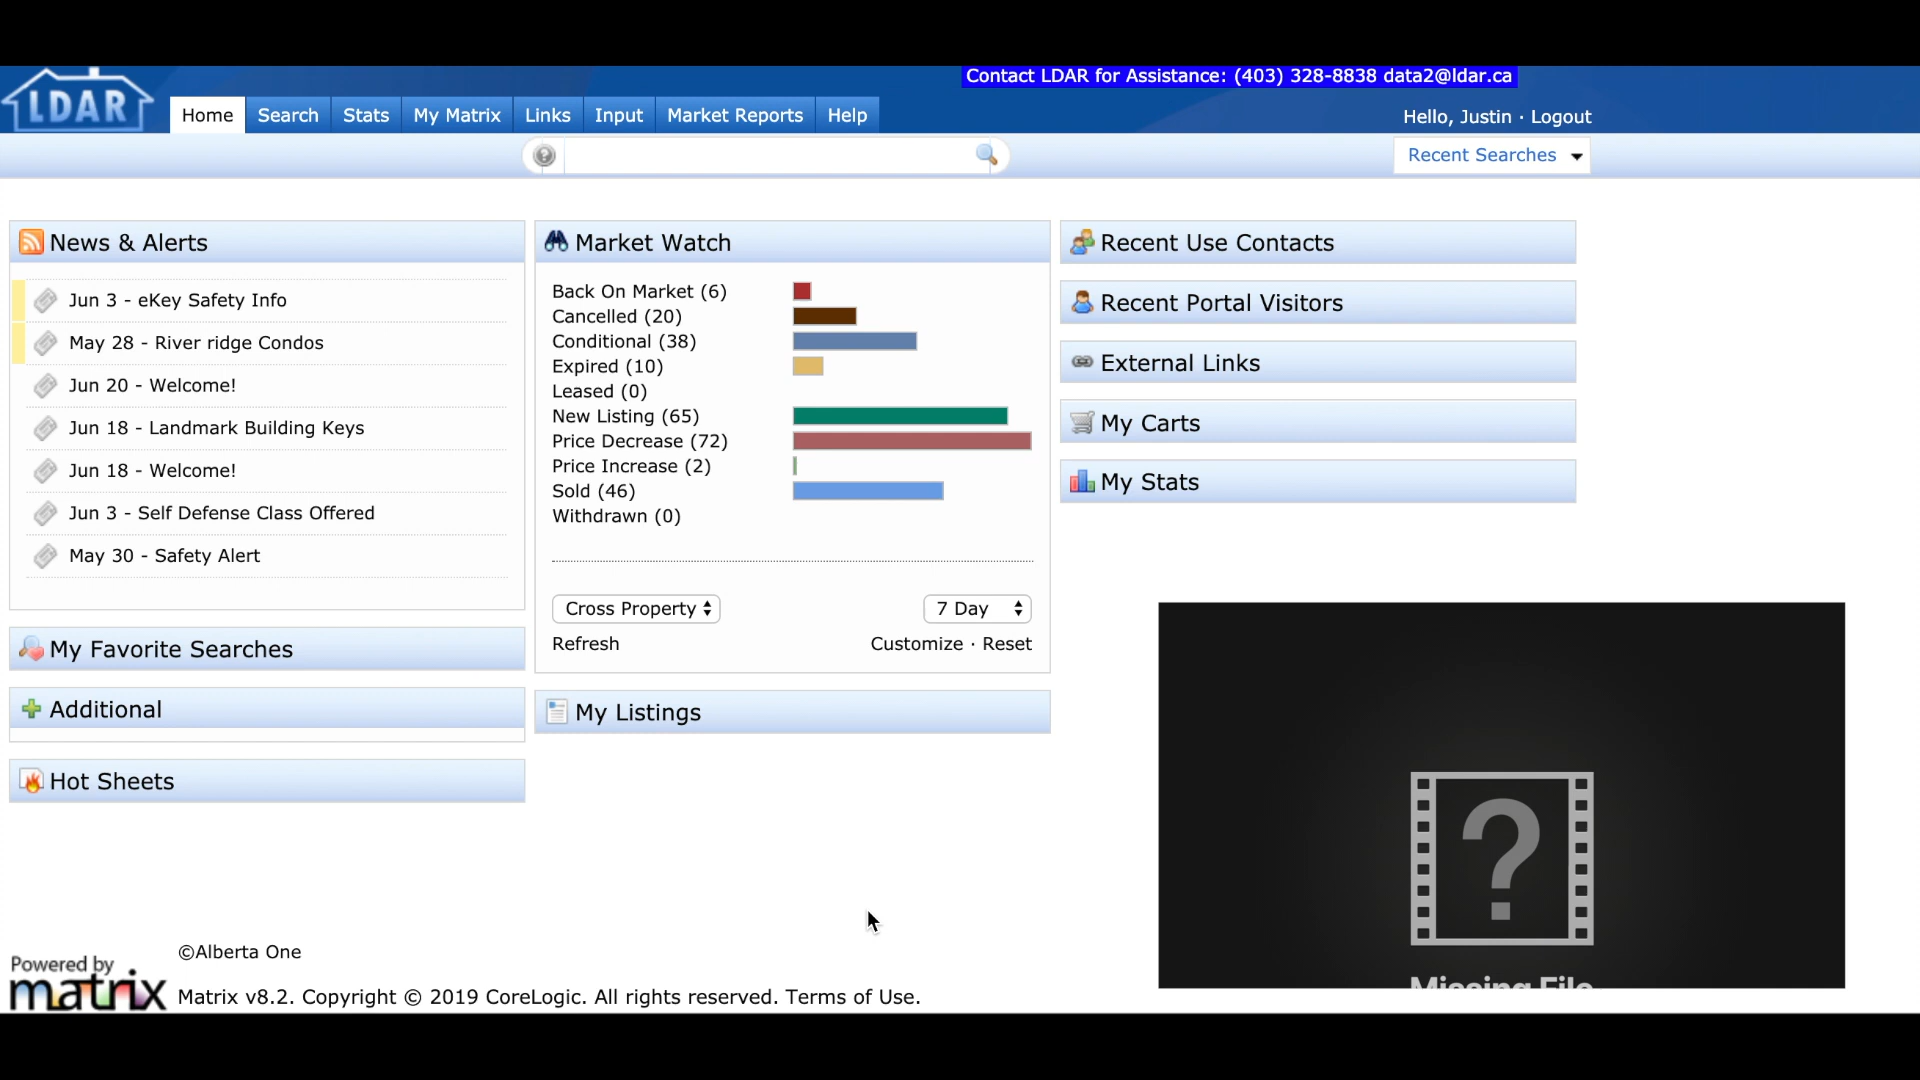 Contact LDAR for Assistance: (403) 328-8838 data2@ldar.ca
LDAR
Home Search Stats My Matrix Links Input Market Reports Help
Hello, Justin · Logout
?
Recent Searches
News & Alerts
Jun 3 - eKey Safety Info
May 28 - River ridge Condos
Jun 20 - Welcome!
Jun 18 - Landmark Building Keys
Jun 18 - Welcome!
Jun 3 - Self Defense Class Offered
May 30 - Safety Alert
My Favorite Searches
Additional
Hot Sheets
Market Watch
Back On Market (6)
Cancelled (20)
Conditional (38)
Expired (10)
Leased (0)
New Listing (65)
Price Decrease (72)
Price Increase (2)
Sold (46)
Withdrawn (0)
Cross Property 7 Day
Refresh Customize · Reset
My Listings
Recent Use Contacts
Recent Portal Visitors
External Links
My Carts
My Stats
?
Missing File
©Alberta One
Powered by
matrix
Matrix v8.2. Copyright © 2019 CoreLogic. All rights reserved. Terms of Use.